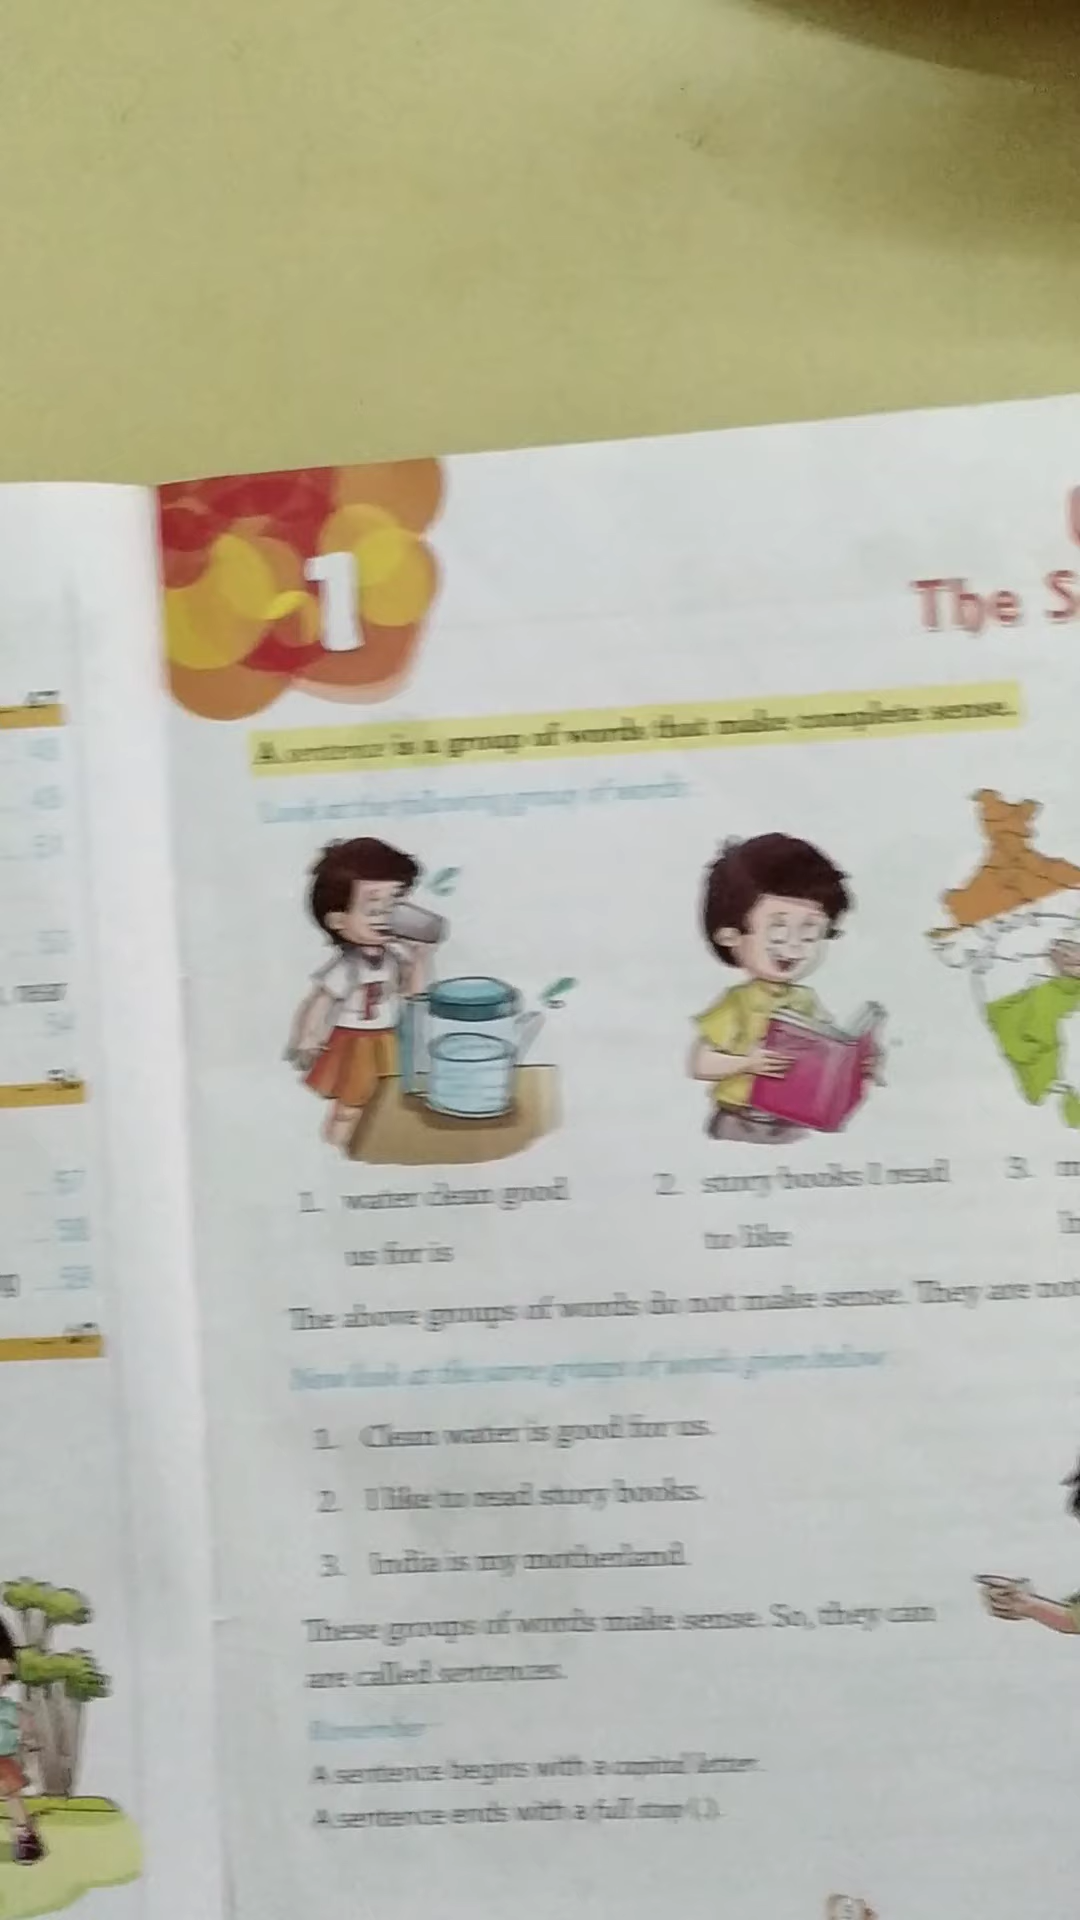 1
The S
A sentence is a group of words that make complete sense.
Look at the following group of words:
1. water clean good
us for is
2. story books I read
to like
3. m
The above groups of words do not make sense. They are not
Now look at the same groups of words given below:
1. Clean water is good for us.
2. I like to read story books.
3. India is my motherland.
These groups of words make sense. So, they can
are called sentences.
Remember
A sentence begins with a capital letter.
A sentence ends with a full stop (.).